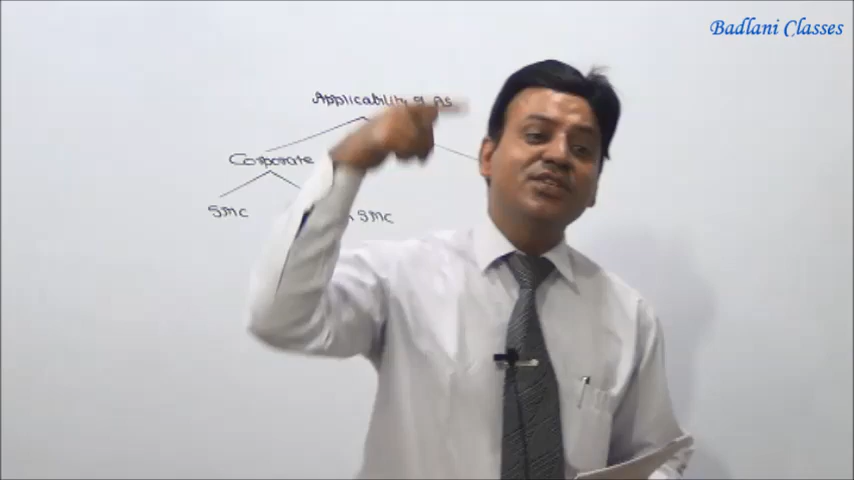 Badlani Classes
Applicability of AS
Corporate
SMC
SMC